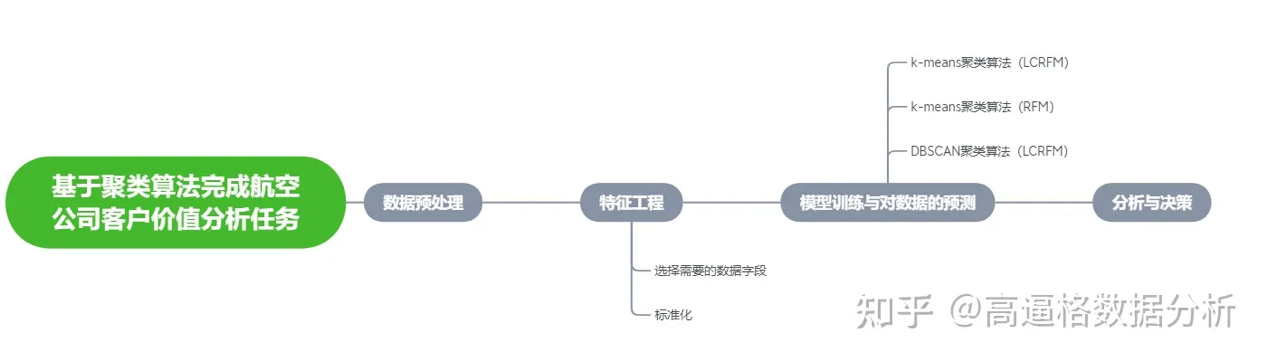 k-means聚类算法（LCRFM）
k-means聚类算法（RFM）
DBSCAN聚类算法（LCRFM）
基于聚类算法完成航空
公司客户价值分析任务
数据预处理
特征工程
模型训练与对数据的预测
分析与决策
选择需要的数据字段
标准化
知乎 @高逼格数据分析